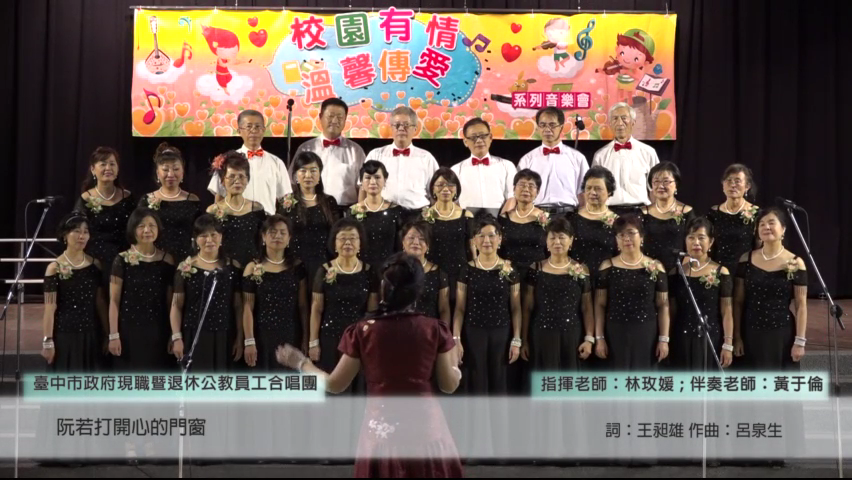 校園有情
溫馨傳愛
系列音樂會
臺中市政府現職暨退休公教員工合唱團
指揮老師：林玫媛；伴奏老師：黃于倫
阮若打開心的門窗
詞：王昶雄 作曲：呂泉生